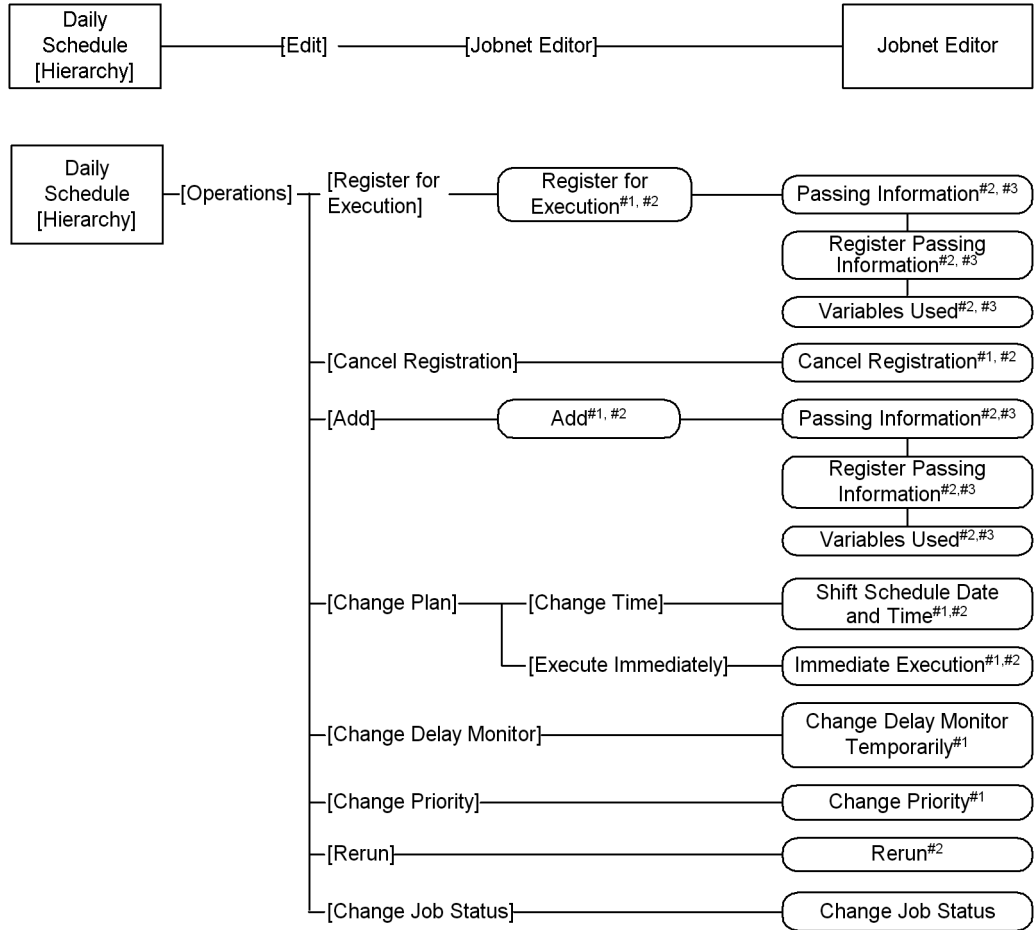 Daily
Schedule
[Hierarchy]
[Edit]
[Jobnet Editor]
Jobnet Editor
Daily
Schedule
[Hierarchy]
[Operations]
[Register for
Execution]
Register for
Execution#1, #2
Passing Information#2, #3
Register Passing
Information#2, #3
Variables Used#2, #3
[Cancel Registration]
Cancel Registration#1, #2
[Add]
Add#1, #2
Passing Information#2,#3
Register Passing
Information#2,#3
Variables Used#2,#3
[Change Plan]
[Change Time]
Shift Schedule Date
and Time#1,#2
[Execute Immediately]
Immediate Execution#1,#2
[Change Delay Monitor]
Change Delay Monitor
Temporarily#1
[Change Priority]
Change Priority#1
[Rerun]
Rerun#2
[Change Job Status]
Change Job Status